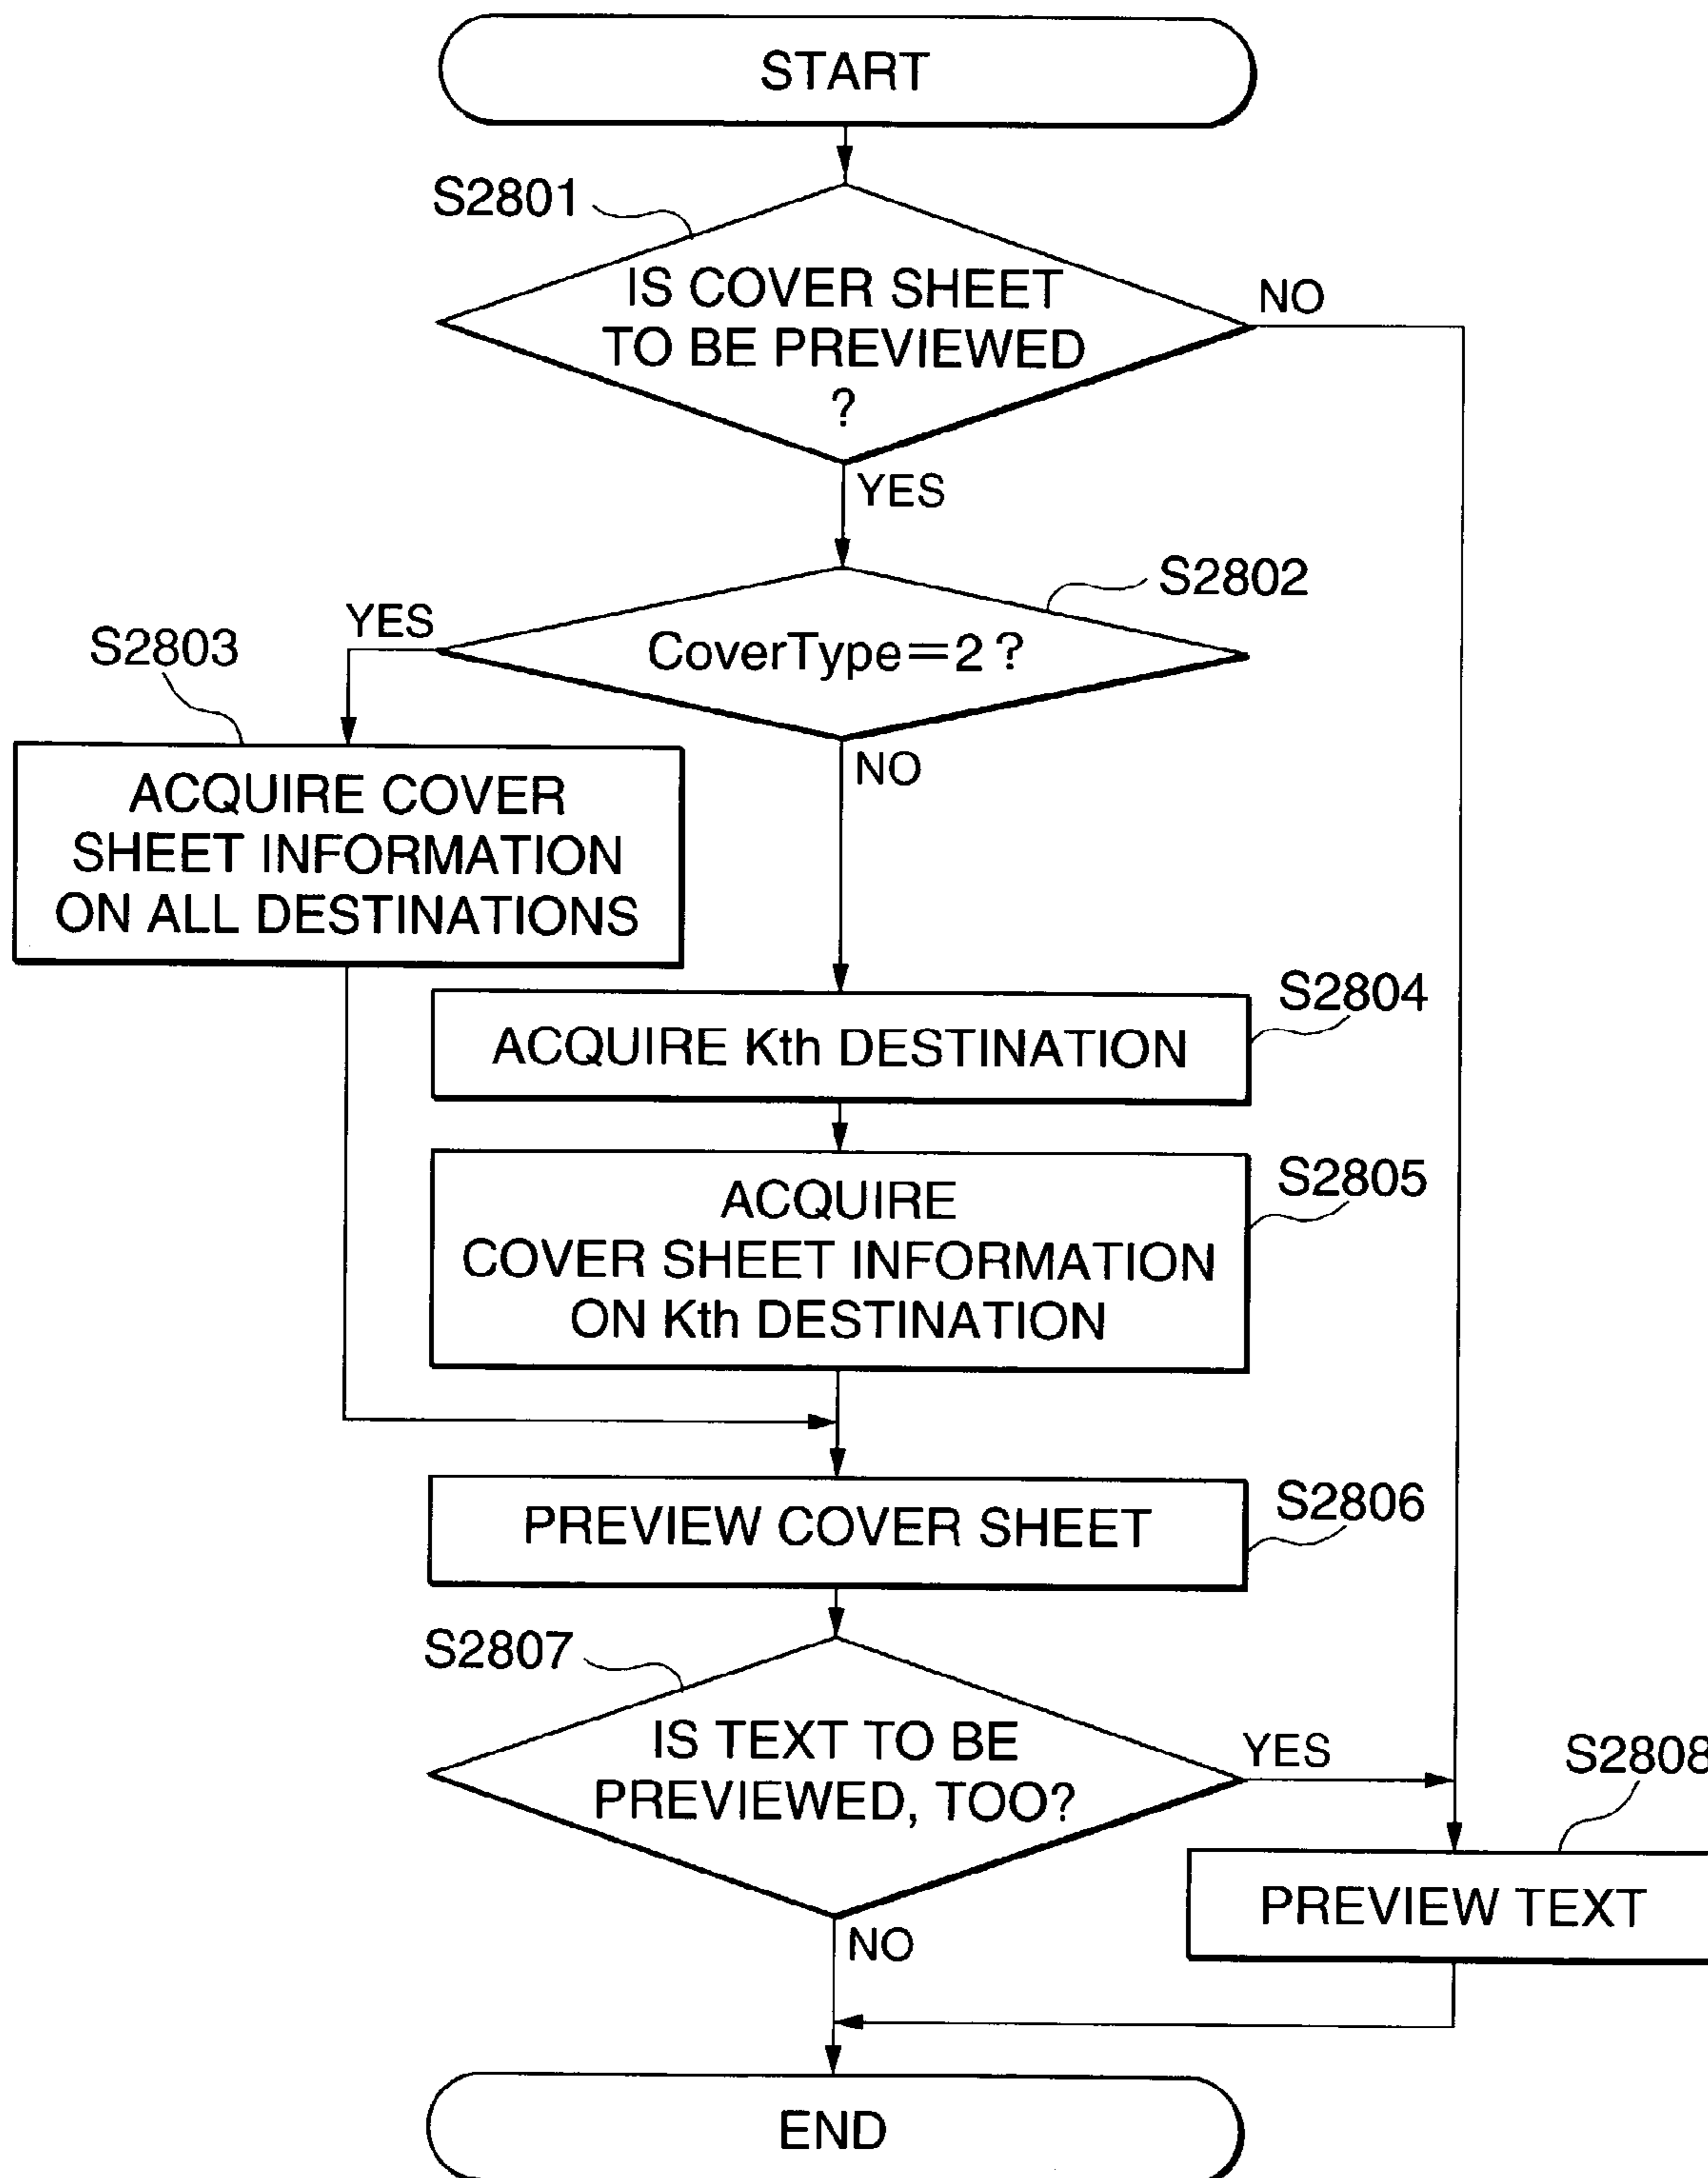 START
S2801
IS COVER SHEET
TO BE PREVIEWED
?
NO
YES
S2802
CoverType=2?
YES
S2803
NO
ACQUIRE COVER
SHEET INFORMATION
ON ALL DESTINATIONS
S2804
ACQUIRE Kth DESTINATION
S2805
ACQUIRE
COVER SHEET INFORMATION
ON Kth DESTINATION
S2806
PREVIEW COVER SHEET
S2807
IS TEXT TO BE
PREVIEWED, TOO?
YES
S2808
PREVIEW TEXT
NO
END